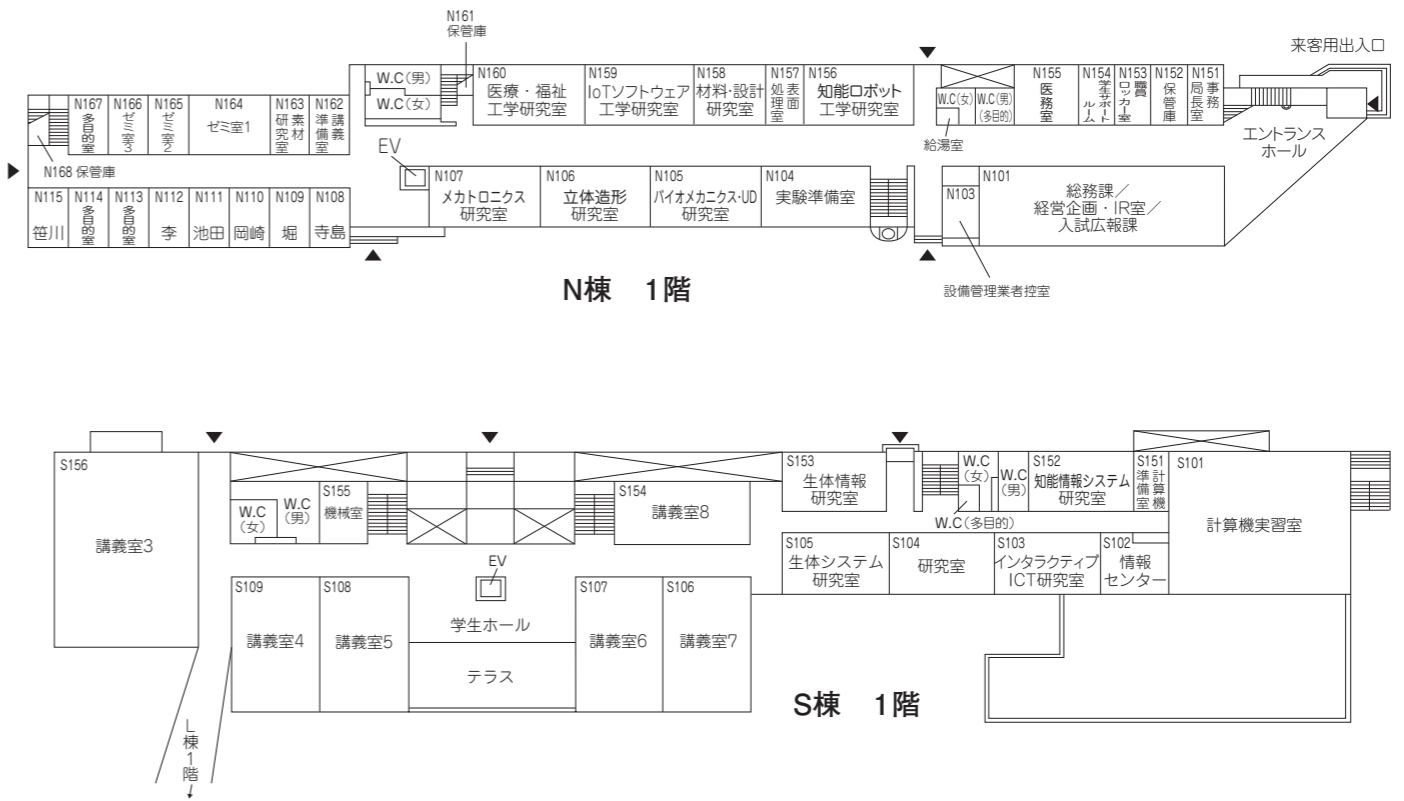 N161
保管庫
来客用出入口
W.C(男)
W.C(女)
N160
医療・福祉
工学研究室
N159
IoTソフトウェア
工学研究室
N158
材料・設計
研究室
N157
表面
処理室
N156
知能ロボット
工学研究室
W.C(女)
W.C(男)
(多目的)
給湯室
N155
医務室
N154
学生サポート
ルーム
N153
職員
ロッカー室
N152
保管庫
N151
事務
局長室
エントランス
ホール
N167
多目的室
N166
ゼミ室3
N165
ゼミ室2
N164
ゼミ室1
N163
素材
研究室
N162
講義
準備室
N168 保管庫
EV
N115
笹川
N114
多目的室
N113
多目的室
N112
李
N111
池田
N110
岡崎
N109
堀
N108
寺島
N107
メカトロニクス
研究室
N106
立体造形
研究室
N105
バイオメカニクス・UD
研究室
N104
実験準備室
N103
設備管理業者控室
N101
総務課/
経営企画・IR室/
入試広報課
N棟 1階
S156
講義室3
W.C
(女)
W.C
(男)
S155
機械室
S154
講義室8
S153
生体情報
研究室
W.C
(女)
W.C
(男)
W.C(多目的)
S152
知能情報システム
研究室
S151
計算機
準備室
S101
計算機実習室
S105
生体システム
研究室
S104
研究室
S103
インタラクティブ
ICT研究室
S102
情報
センター
EV
学生ホール
テラス
S109
講義室4
S108
講義室5
S107
講義室6
S106
講義室7
S棟 1階
L棟1階